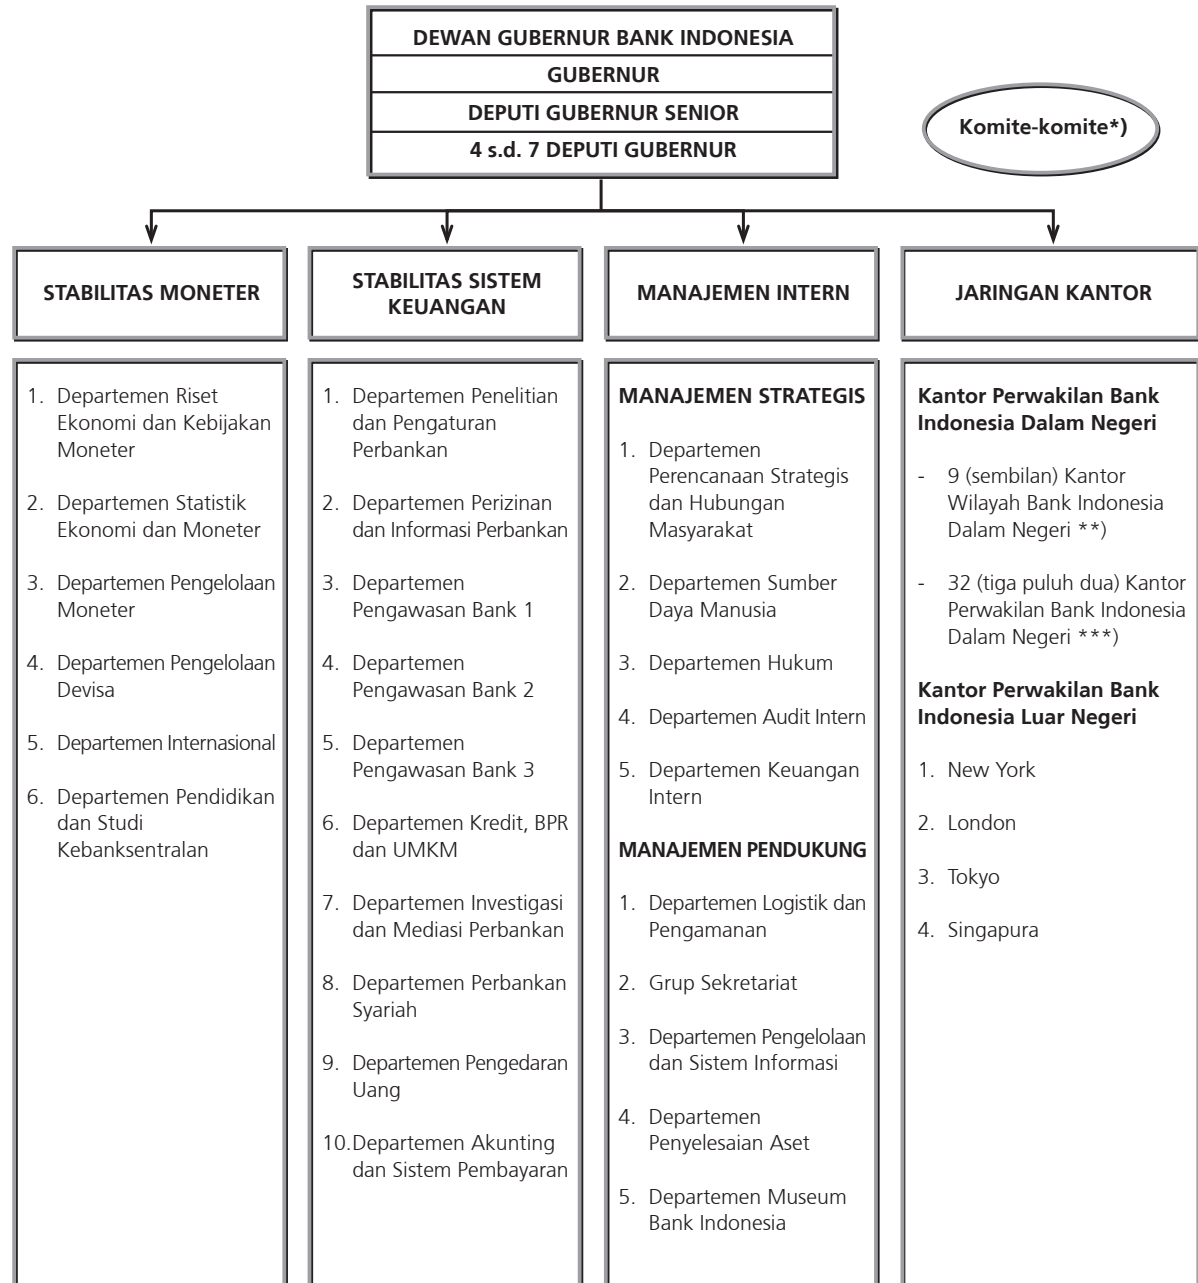 DEWAN GUBERNUR BANK INDONESIA
GUBERNUR
DEPUTI GUBERNUR SENIOR
4 s.d. 7 DEPUTI GUBERNUR
Komite-komite*)
STABILITAS MONETER
STABILITAS SISTEM
KEUANGAN
MANAJEMEN INTERN
JARINGAN KANTOR
1. Departemen Riset
Ekonomi dan Kebijakan
Moneter
2. Departemen Statistik
Ekonomi dan Moneter
3. Departemen Pengelolaan
Moneter
4. Departemen Pengelolaan
Devisa
5. Departemen Internasional
6. Departemen Pendidikan
dan Studi
Kebanksentralan
1. Departemen Penelitian
dan Pengaturan
Perbankan
2. Departemen Perizinan
dan Informasi Perbankan
3. Departemen
Pengawasan Bank 1
4. Departemen
Pengawasan Bank 2
5. Departemen
Pengawasan Bank 3
6. Departemen Kredit, BPR
dan UMKM
7. Departemen Investigasi
dan Mediasi Perbankan
8. Departemen Perbankan
Syariah
9. Departemen Pengedaran
Uang
10.Departemen Akunting
dan Sistem Pembayaran
MANAJEMEN STRATEGIS
1. Departemen
Perencanaan Strategis
dan Hubungan
Masyarakat
2. Departemen Sumber
Daya Manusia
3. Departemen Hukum
4. Departemen Audit Intern
5. Departemen Keuangan
Intern
MANAJEMEN PENDUKUNG
1. Departemen Logistik dan
Pengamanan
2. Grup Sekretariat
3. Departemen Pengelolaan
dan Sistem Informasi
4. Departemen
Penyelesaian Aset
5. Departemen Museum
Bank Indonesia
Kantor Perwakilan Bank
Indonesia Dalam Negeri
- 9 (sembilan) Kantor
Wilayah Bank Indonesia
Dalam Negeri **)
- 32 (tiga puluh dua) Kantor
Perwakilan Bank Indonesia
Dalam Negeri ***)
Kantor Perwakilan Bank
Indonesia Luar Negeri
1. New York
2. London
3. Tokyo
4. Singapura